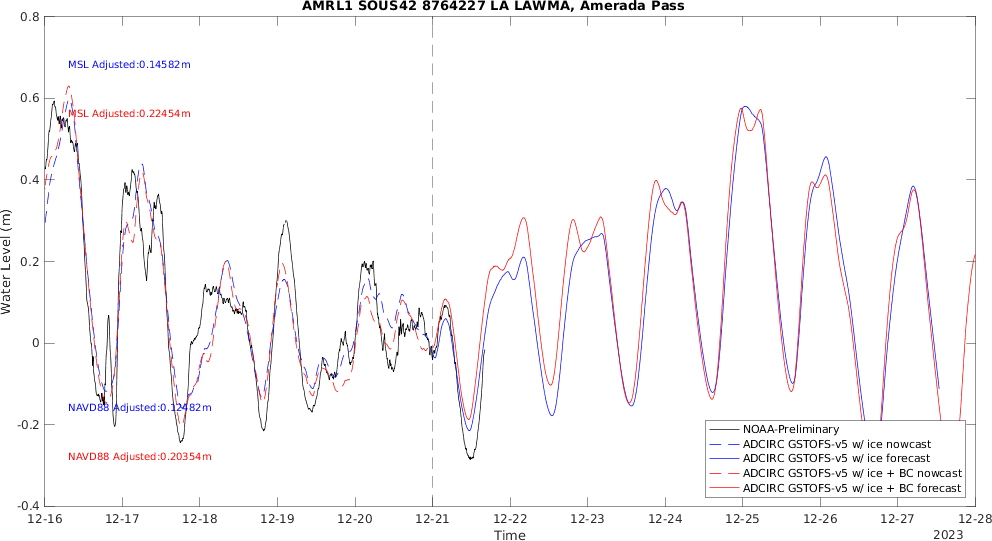 AMRL1 SOUS42 8764227 LA LAWMA, Amerada Pass
0.8
0.6
0.4
0.2
0
-0.2
-0.4
Water Level (m)
MSL Adjusted:0.14582m
MSL Adjusted:0.22454m
NAVD88 Adjusted:0.12482m
NAVD88 Adjusted:0.20354m
NOAA-Preliminary
ADCIRC GSTOFS-v5 w/ ice nowcast
ADCIRC GSTOFS-v5 w/ ice forecast
ADCIRC GSTOFS-v5 w/ ice + BC nowcast
ADCIRC GSTOFS-v5 w/ ice + BC forecast
12-16 12-17 12-18 12-19 12-20 12-21 12-22 12-23 12-24 12-25 12-26 12-27 12-28
Time
2023